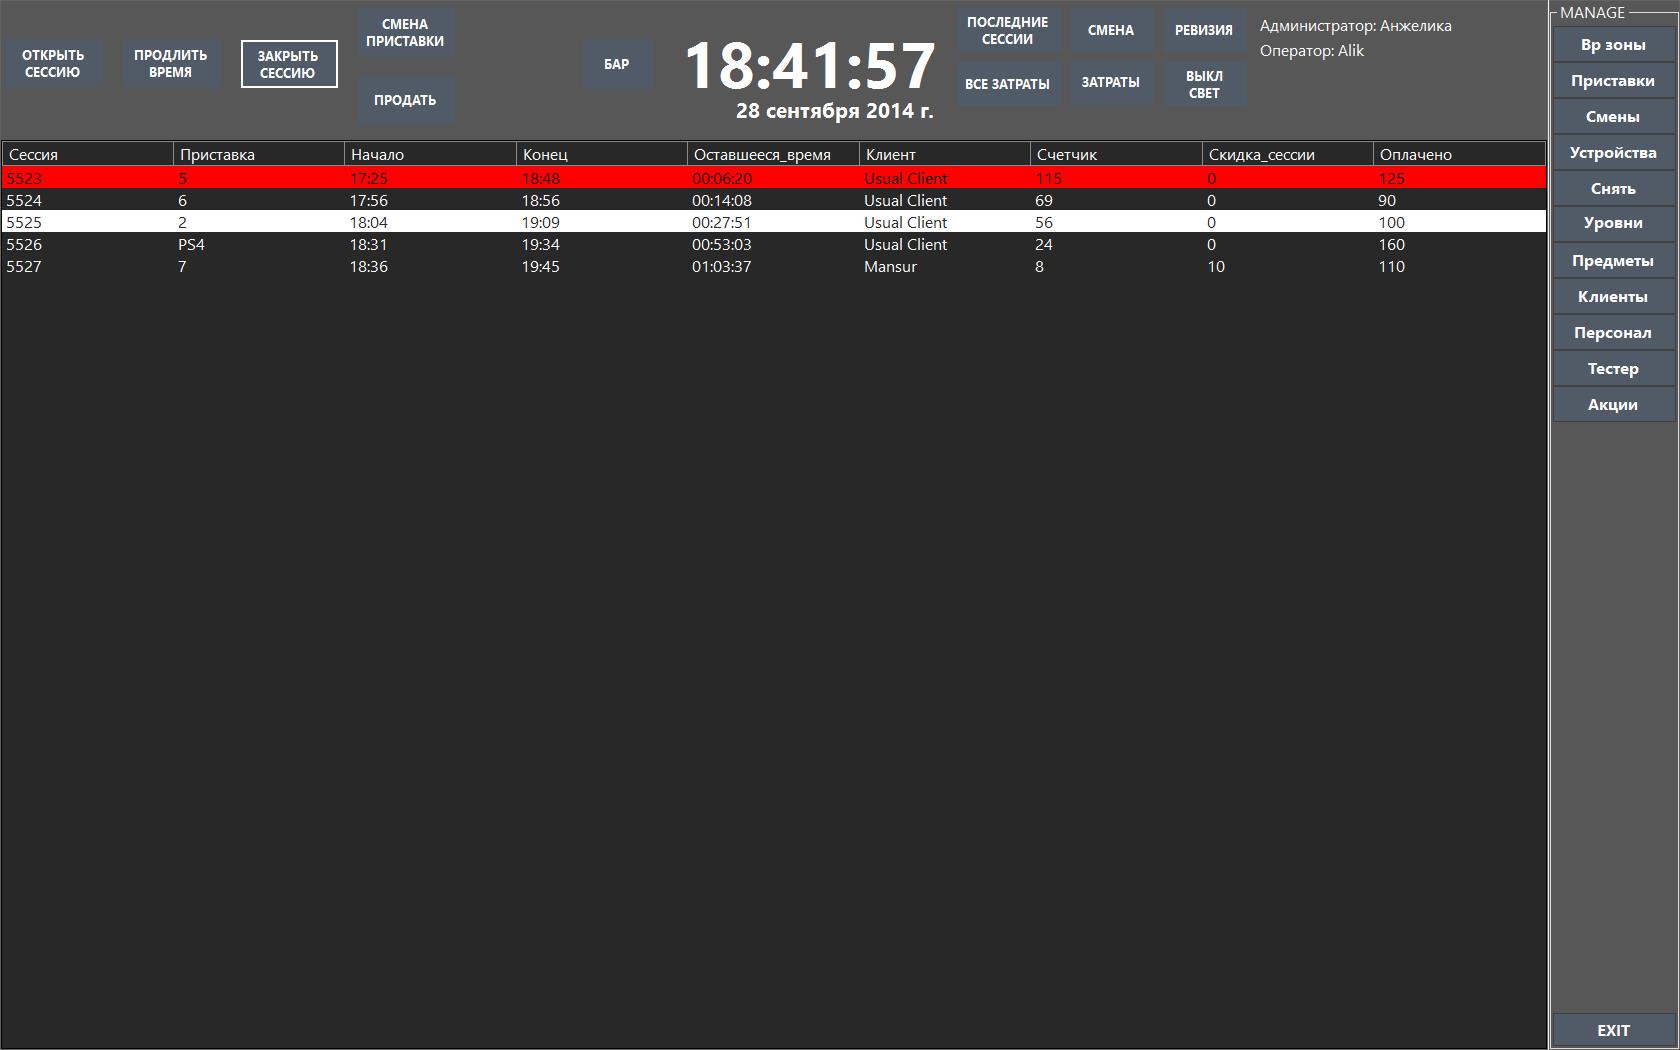 ОТКРЫТЬ
СЕССИЮ
ПРОДЛИТЬ
ВРЕМЯ
ЗАКРЫТЬ
СЕССИЮ
СМЕНА
ПРИСТАВКИ
ПРОДАТЬ
БАР
18:41:57
28 сентября 2014 г.
ПОСЛЕДНИЕ
СЕССИИ
СМЕНА
РЕВИЗИЯ
ВСЕ ЗАТРАТЫ
ЗАТРАТЫ
ВЫКЛ
СВЕТ
Администратор: Анжелика
Оператор: Alik
Сессия Приставка Начало Конец Оставшееся_время Клиент Счетчик Скидка_сессии Оплачено
5523 5 17:25 18:48 00:06:20 Usual Client 115 0 125
5524 6 17:56 18:56 00:14:08 Usual Client 69 0 90
5525 2 18:04 19:09 00:27:51 Usual Client 56 0 100
5526 PS4 18:31 19:34 00:53:03 Usual Client 24 0 160
5527 7 18:36 19:45 01:03:37 Mansur 8 10 110
MANAGE
Вр зоны
Приставки
Смены
Устройства
Снять
Уровни
Предметы
Клиенты
Персонал
Тестер
Акции
EXIT